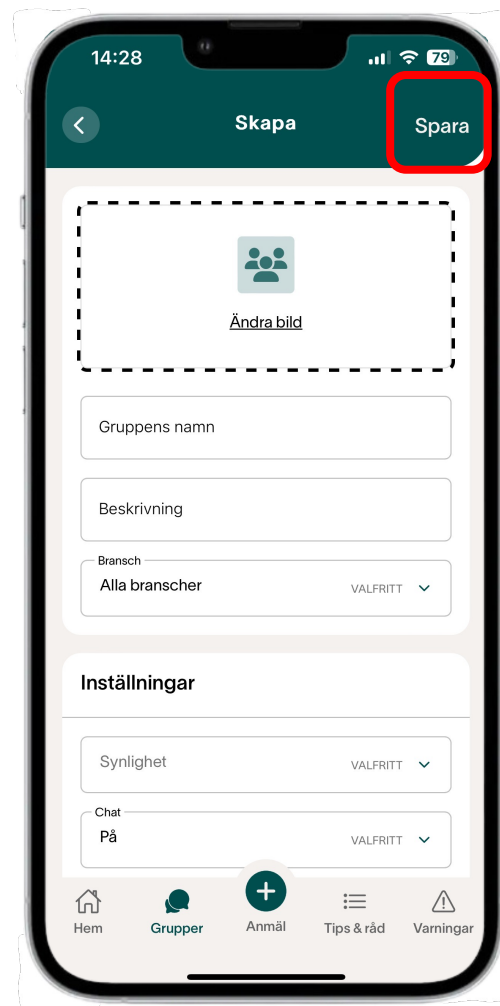 14:28
79
Skapa
Spara
Ändra bild
Gruppens namn
Beskrivning
Bransch
Alla branscher
VALFRITT
Inställningar
Synlighet
VALFRITT
Chat
På
VALFRITT
Hem
Grupper
Anmäl
Tips & råd
Varningar